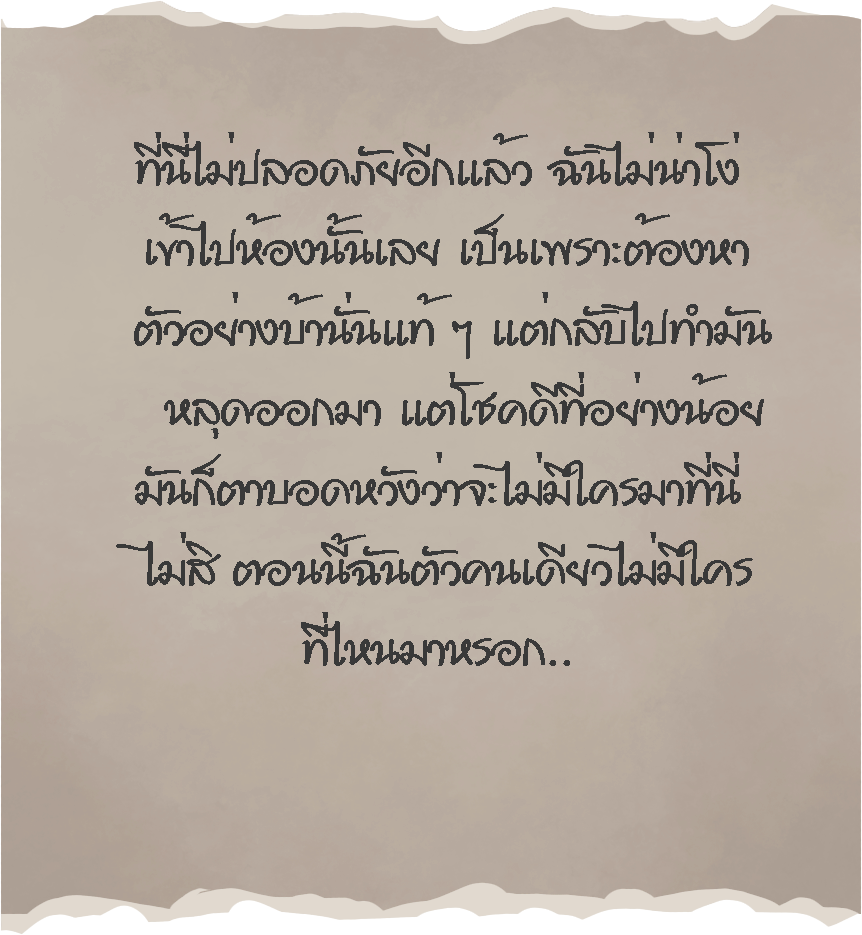 ที่นี่ไม่ปลอดภัยอีกแล้ว ฉันไม่น่าโง่
เข้าไปห้องนั้นเลย เป็นเพราะต้องหา
ตัวอย่างบ้านั่นแท้ ๆ แต่กลับไปทำมัน
หลุดออกมา แต่โชคดีที่อย่างน้อย
มันก็ตาบอดหวังว่าจะไม่มีใครมาที่นี่
ไม่สิ ตอนนี้ฉันตัวคนเดียวไม่มีใคร
ที่ไหนมาหรอก..